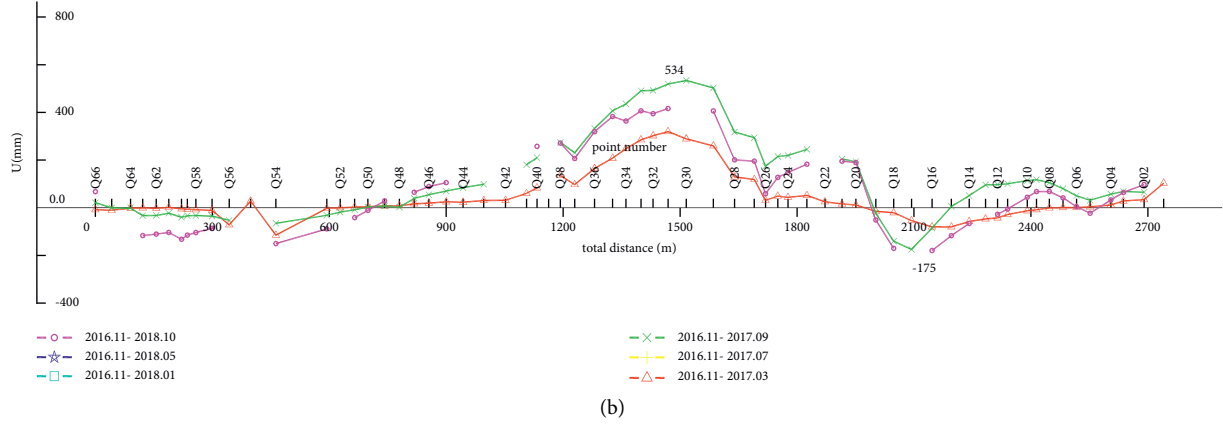 800
534
400
U(mm)
point number
Q66 Q64 Q62 Q58 Q56 Q54 Q52 Q50 Q48 Q46 Q44 Q42 Q40 Q38 Q36 Q34 Q32 Q30 Q28 Q26 Q24 Q22 Q20 Q18 Q16 Q14 Q12 Q10 Q08 Q06 Q04 Q02
0.0
0 300 600 900 1200 1500 1800 2100 2400 2700
total distance (m)
-175
-400
2016.11- 2018.10 2016.11- 2017.09
2016.11- 2018.05 2016.11- 2017.07
2016.11- 2018.01 2016.11- 2017.03
(b)